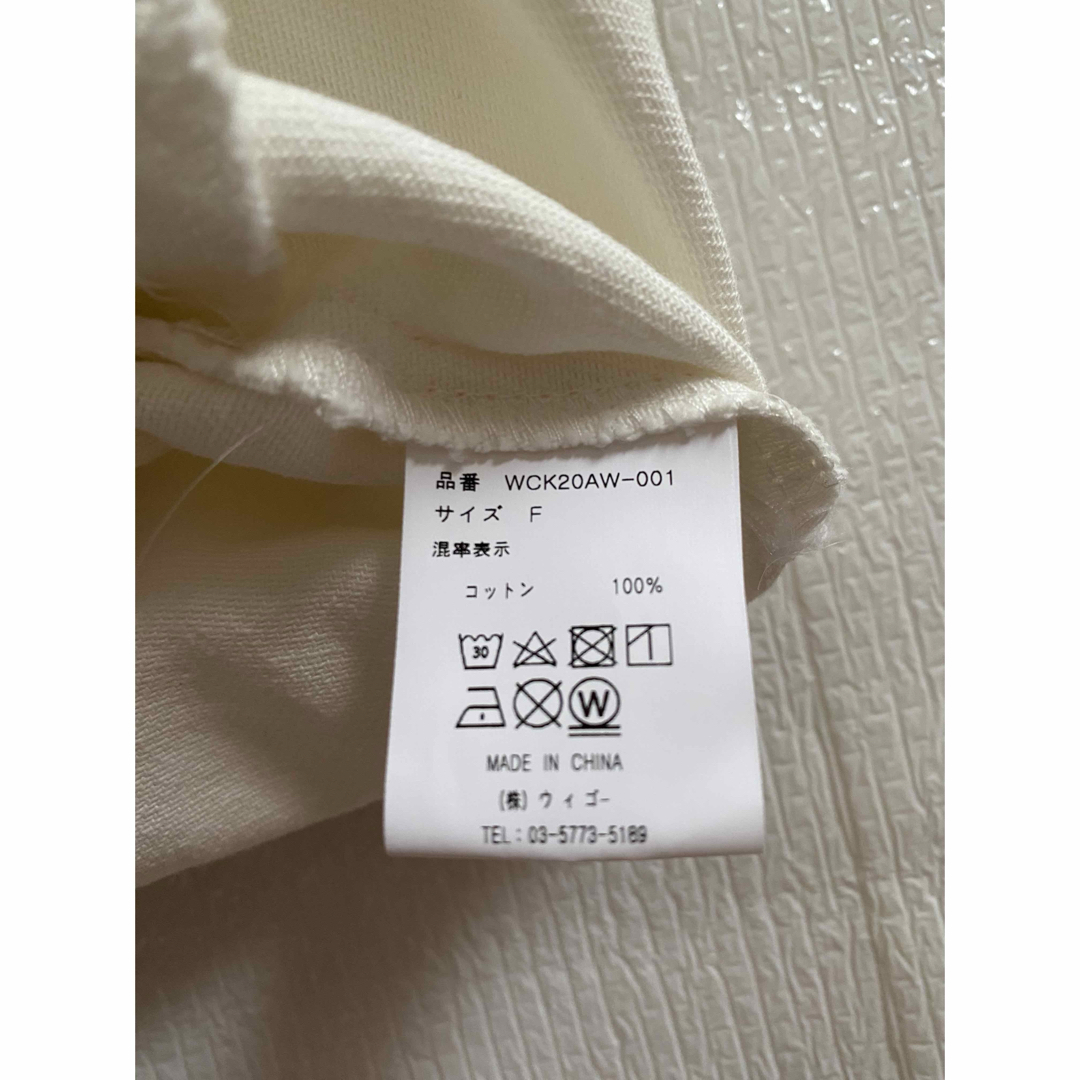 品番 WCK20AW-001
サイズ F
混率表示
コットン 100%
30
W
MADE IN CHINA
(株)ウィゴー
TEL:03-5773-5189